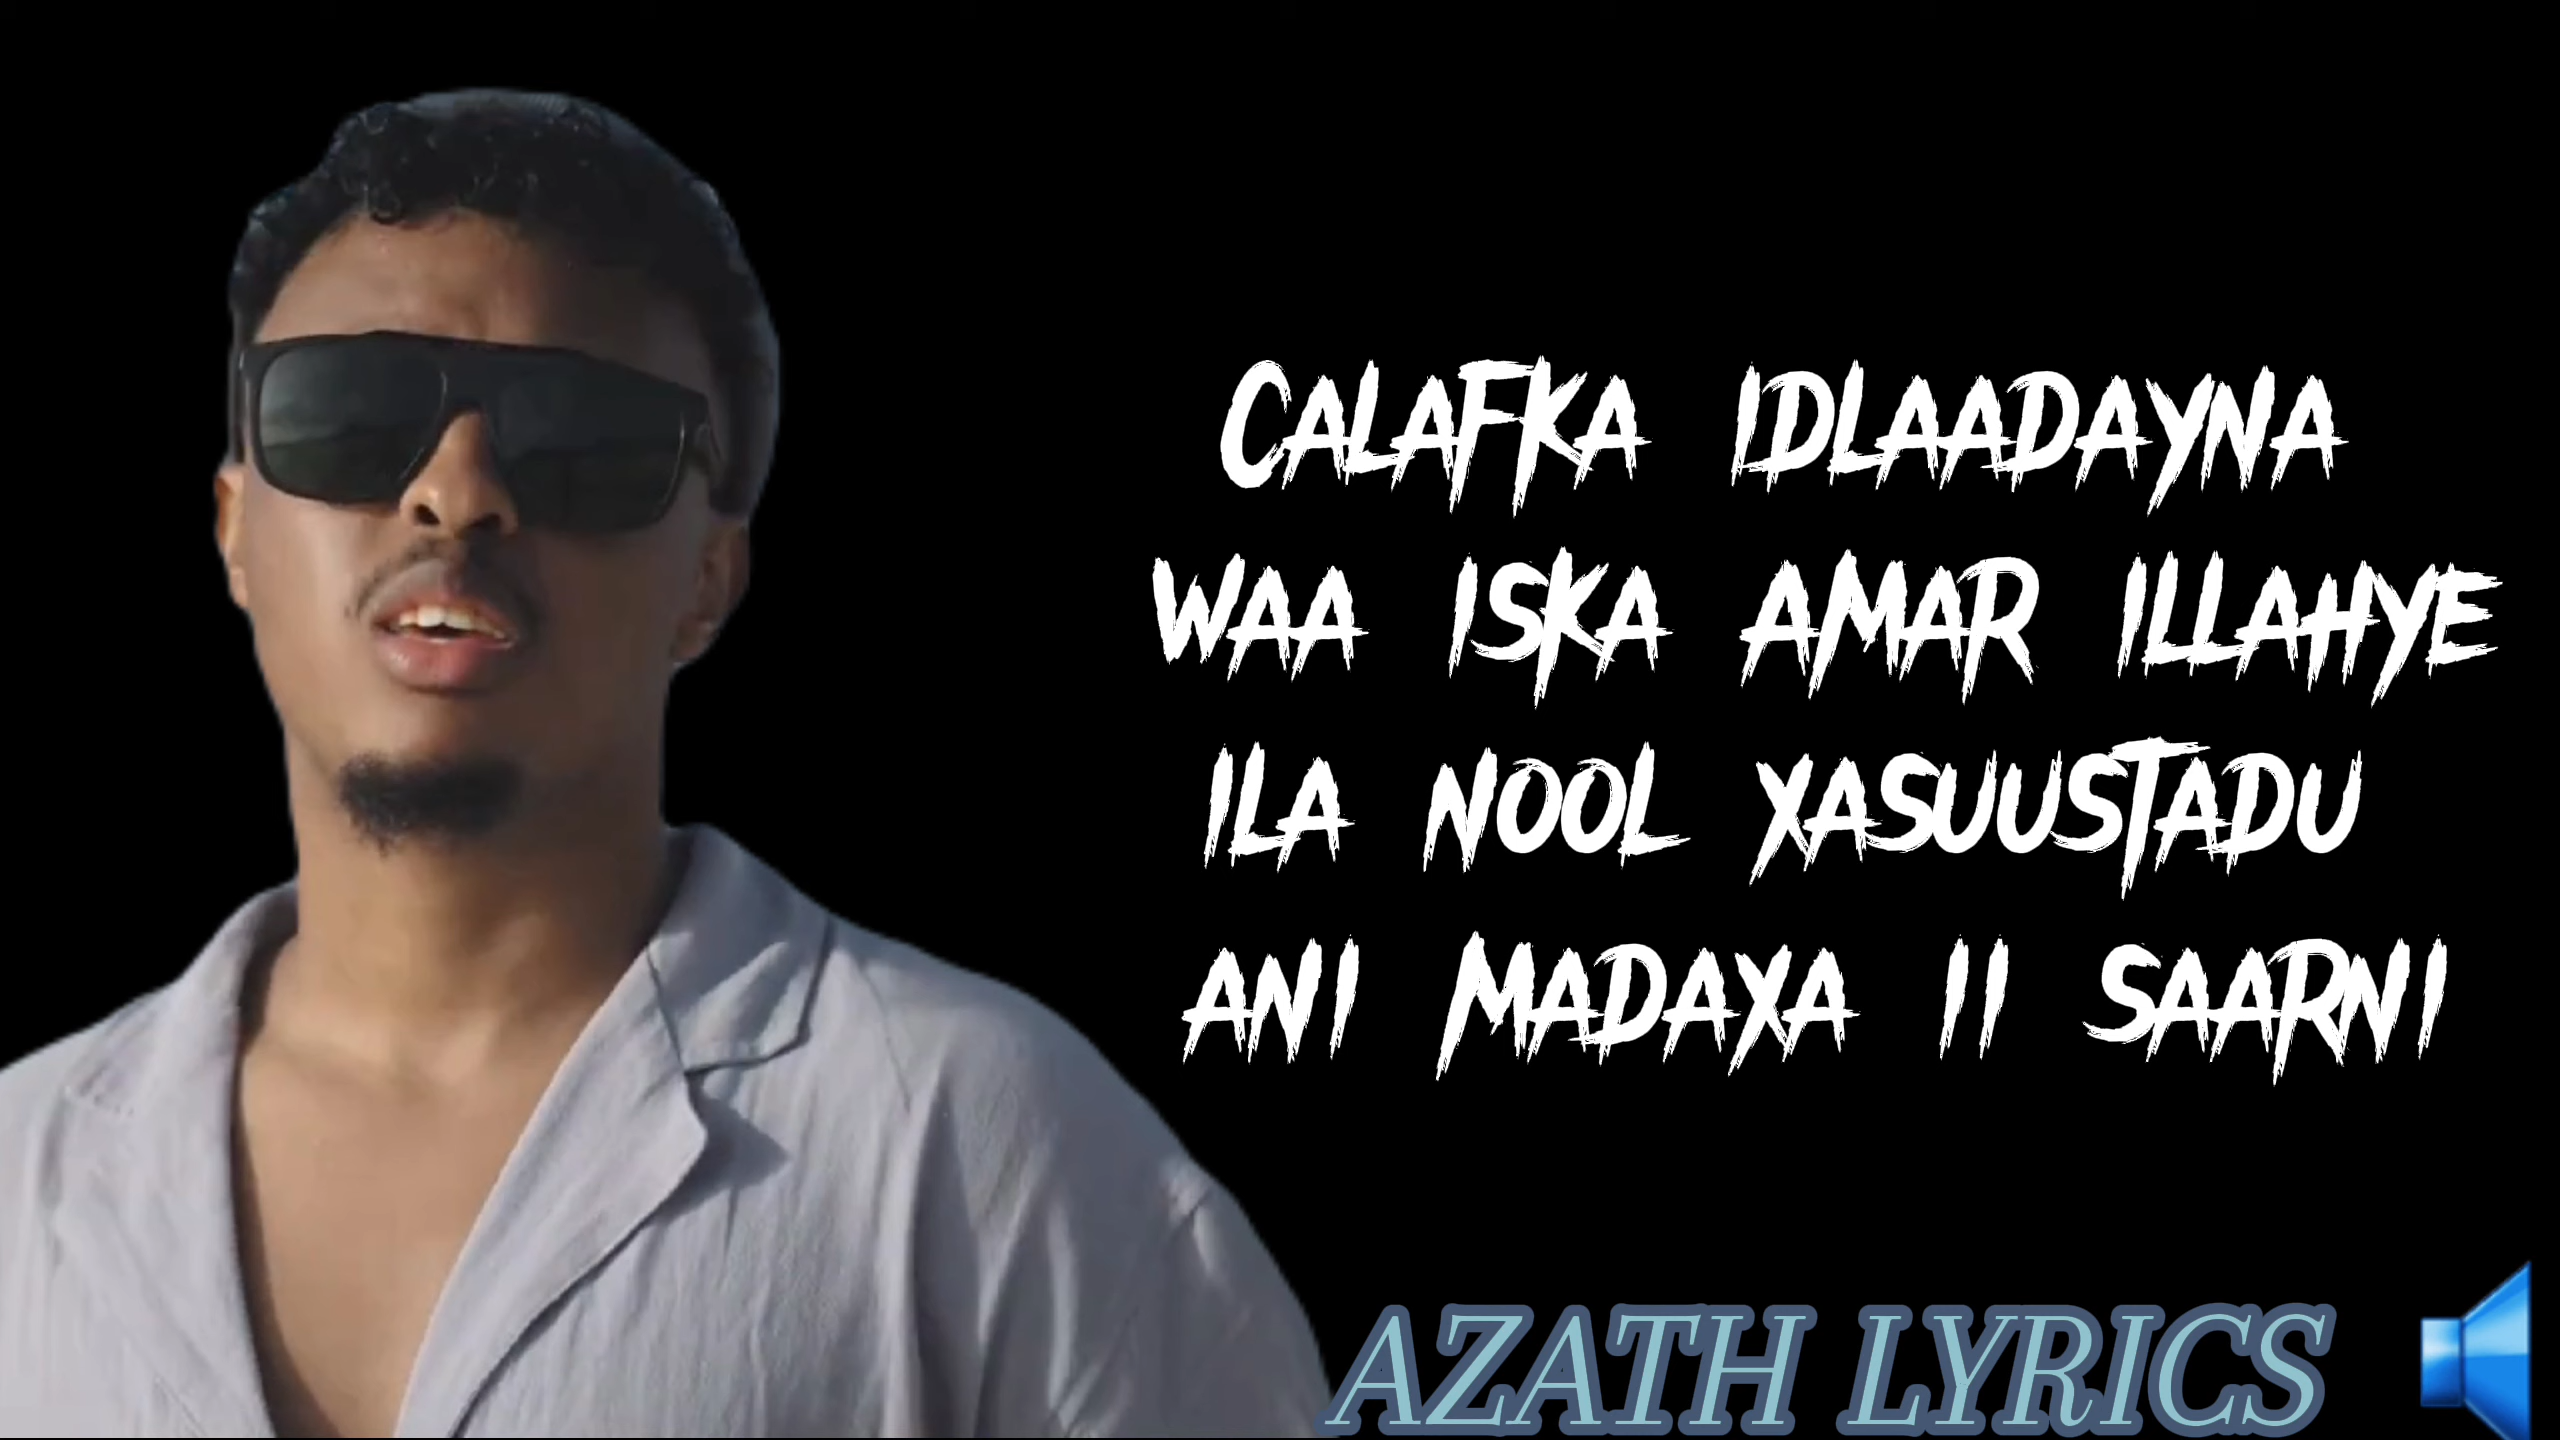 CALAFKA IDLAADAYNA
WAA ISKA AMAR ILLAHYE
ILA NOOL XASUUSTADU
ANI MADAXA II SAARNI
AZATH LYRICS